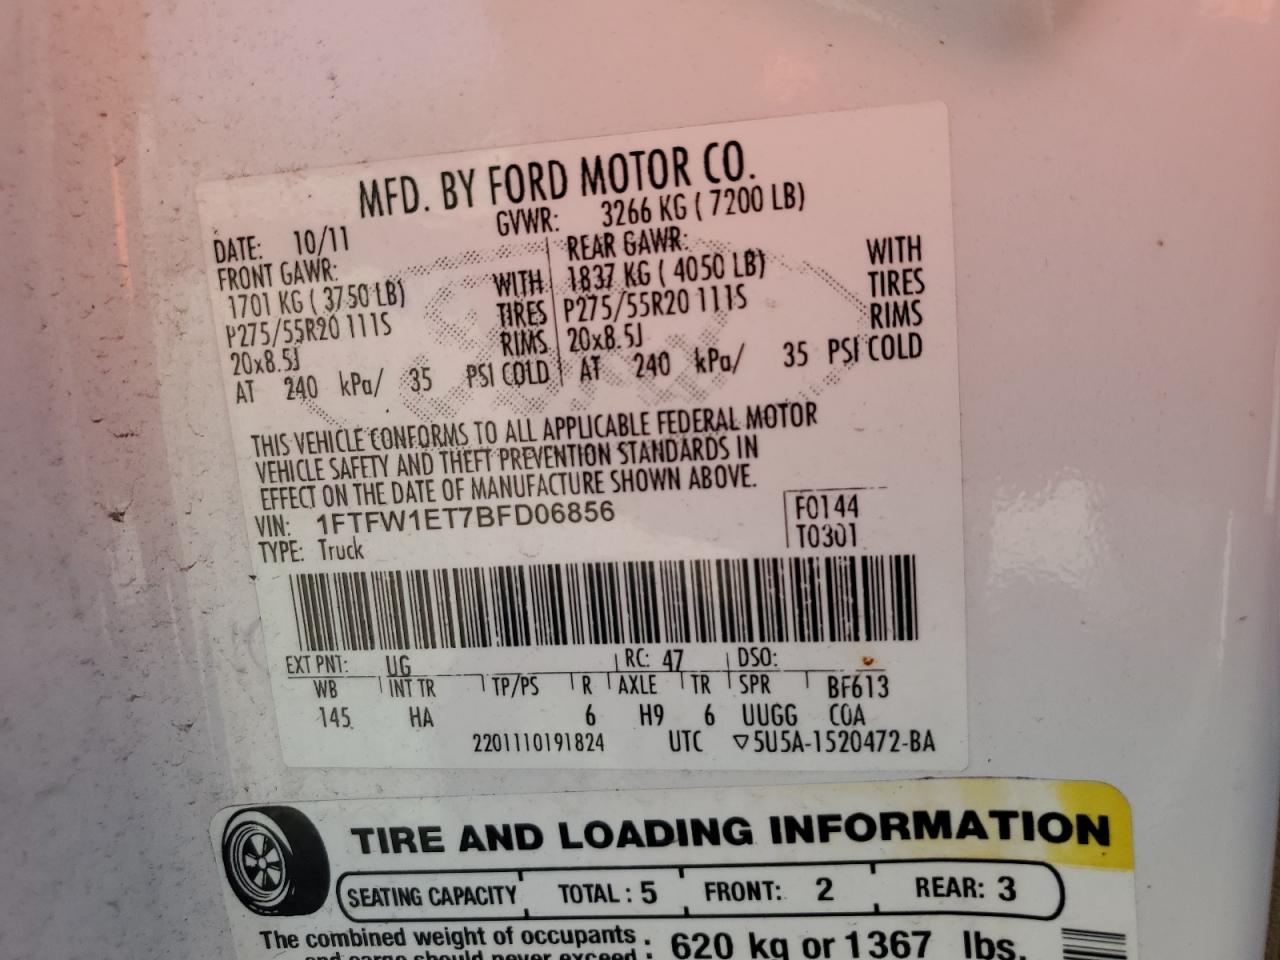 MFD. BY FORD MOTOR CO.
DATE: 10/11 GVWR: 3266 KG ( 7200 LB)
FRONT GAWR: REAR GAWR:
1701 KG ( 3750 LB) WITH 1837 KG ( 4050 LB) WITH
P275/55R20 111S TIRES P275/55R20 111S TIRES
20x8.5J RIMS 20x8.5J RIMS
AT 240 kPa/ 35 PSI COLD AT 240 kPa/ 35 PSI COLD
THIS VEHICLE CONFORMS TO ALL APPLICABLE FEDERAL MOTOR
VEHICLE SAFETY AND THEFT PREVENTION STANDARDS IN
EFFECT ON THE DATE OF MANUFACTURE SHOWN ABOVE.
VIN: 1FTFW1ET7BFD06856 F0144
TYPE: Truck T0301
EXT PNT: UG RC: 47 DSO:
WB INT TR TP/PS R AXLE TR SPR BF613
145 HA 6 H9 6 UUGG COA
2201110191824 UTC ▽5U5A-1520472-BA
TIRE AND LOADING INFORMATION
SEATING CAPACITY TOTAL : 5 FRONT: 2 REAR: 3
The combined weight of occupants : 620 kg or 1367 lbs.
and cargo should never exceed :